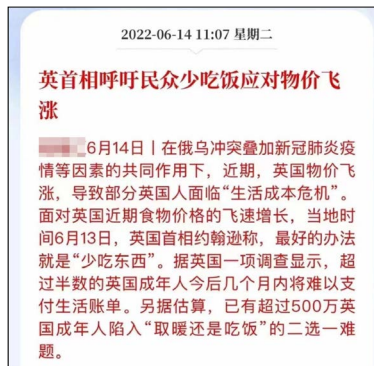 2022-06-14 11:07 星期二
英首相呼吁民众少吃饭应对物价飞
涨
6月14日丨在俄乌冲突叠加新冠肺炎疫
情等因素的共同作用下，近期，英国物价飞
涨，导致部分英国人面临“生活成本危机”。
面对英国近期食物价格的飞速增长，当地时
间6月13日，英国首相约翰逊称，最好的办法
就是“少吃东西”。据英国一项调查显示，超
过半数的英国成年人今后几个月内将难以支
付生活账单。另据估算，已有超过500万英
国成年人陷入“取暖还是吃饭”的二选一难
题。